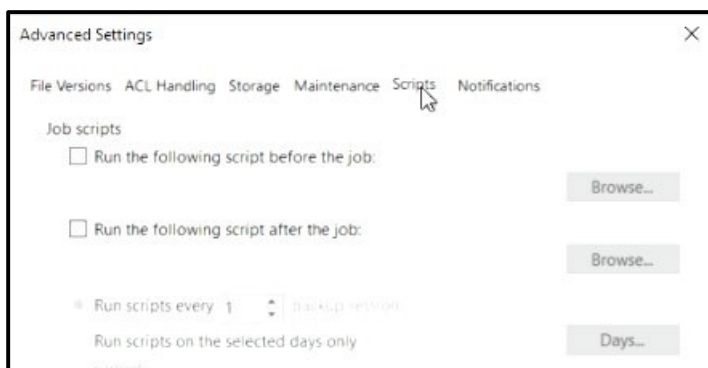 Advanced Settings
File Versions ACL Handling Storage Maintenance Scripts Notifications
Job scripts
Run the following script before the job:
Browse...
Run the following script after the job:
Browse...
Run scripts every 1 backup session
Run scripts on the selected days only Days...